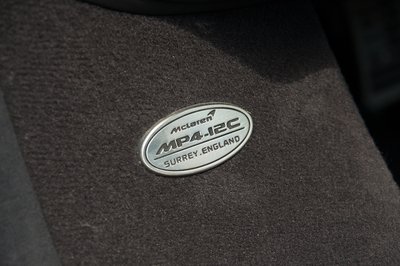 McLaren
MP4-12C
SURREY. ENGLAND